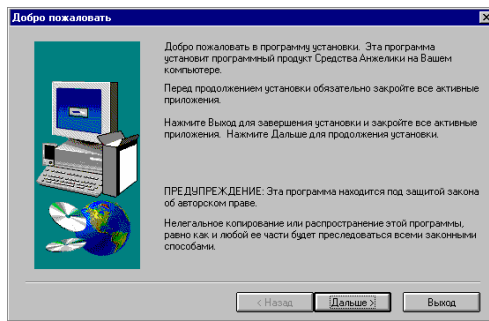 Добро пожаловать
Добро пожаловать в программу установки. Эта программа
установит программный продукт Средства Анжелики на Вашем
компьютере.
Перед продолжением установки обязательно закройте все активные
приложения.
Нажмите Выход для завершения установки и закройте все активные
приложения. Нажмите Дальше для продолжения установки.
ПРЕДУПРЕЖДЕНИЕ: Эта программа находится под защитой закона
об авторском праве.
Нелегальное копирование или распространение этой программы,
равно как и любой ее части будет преследоваться всеми законными
способами.
< Назад Дальше > Выход